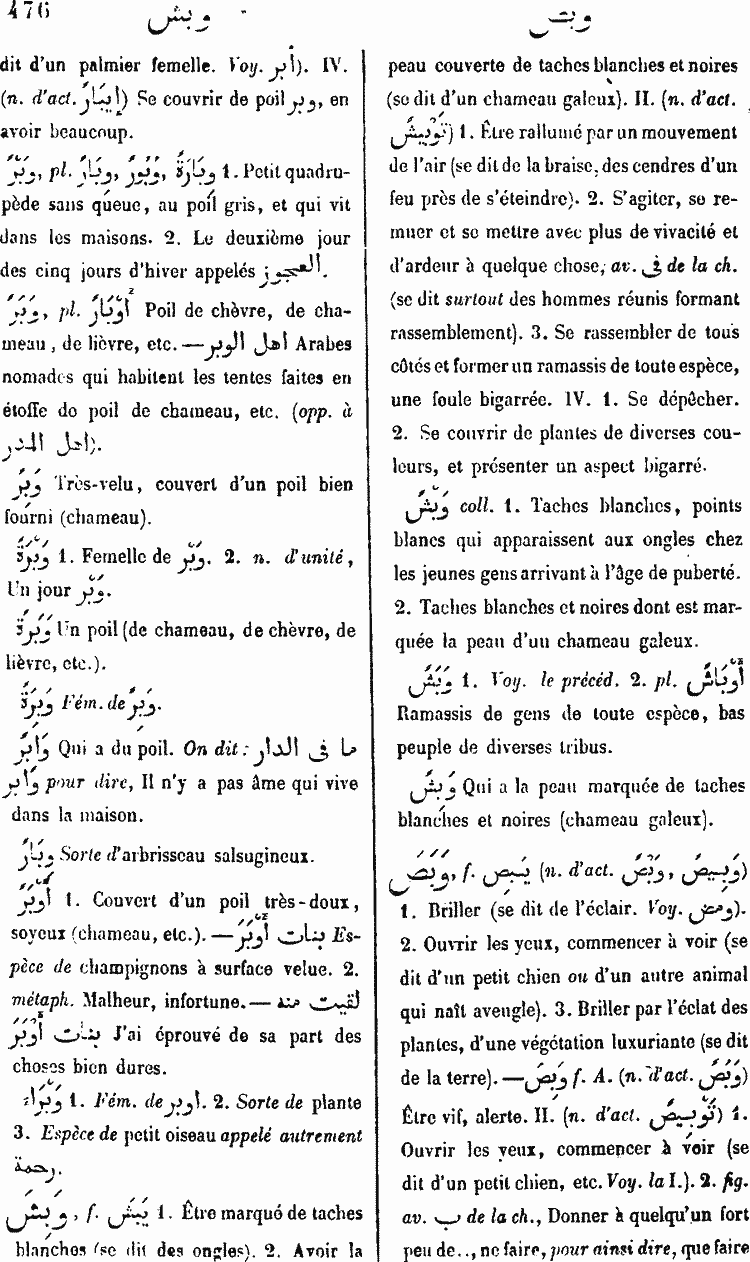 476
وبش
وبت
dit d'un palmier femelle. Voy. أبر). IV.
(n. d'act. إِيبَارٌ) Se couvrir de poil وبر, en
avoir beaucoup.
وَبْرٌ, pl. وِبَارٌ, وُبُورٌ, وِبَارَةٌ 1. Petit quadru-
pède sans queue, au poil gris, et qui vit
dans les maisons. 2. Le deuxième jour
des cinq jours d'hiver appelés العجوز.
وَبَرٌ, pl. أَوْبَارٌ Poil de chèvre, de cha-
meau, de lièvre, etc. — اهل الوبر Arabes
nomades qui habitent les tentes faites en
étoffe de poil de chameau, etc. (opp. à
اهل المدر).
وَبِرٌ Très-velu, couvert d'un poil bien
fourni (chameau).
وَبْرَةٌ 1. Femelle de وَبْرٌ. 2. n. d'unité,
Un jour وَبْرٌ.
وَبَرَةٌ Un poil (de chameau, de chèvre, de
lièvre, etc.).
وَبِرَةٌ Fém. de وَبِرٌ.
وَابِرٌ Qui a du poil. On dit: ما فى الدار
وَابر pour dire, Il n'y a pas âme qui vive
dans la maison.
وَبَارٌ Sorte d'arbrisseau salsugineux.
أَوْبَرُ 1. Couvert d'un poil très-doux,
soyeux (chameau, etc.). — بنات أَوْبَرَ Es-
pèce de champignons à surface velue. 2.
métaph. Malheur, infortune. — لقيت منه
بنات أَوْبَرَ J'ai éprouvé de sa part des
choses bien dures.
وَبْرَاءُ 1. Fém. de اوبر. 2. Sorte de plante
3. Espèce de petit oiseau appelé autrement
رحمة.
وَبِشَ, f. يَبَشُ 1. Être marqué de taches
blanches (se dit des ongles). 2. Avoir la
peau couverte de taches blanches et noires
(se dit d'un chameau galeux). II. (n. d'act.
تَوْبِيشٌ) 1. Être rallumé par un mouvement
de l'air (se dit de la braise, des cendres d'un
feu près de s'éteindre). 2. S'agiter, se re-
muer et se mettre avec plus de vivacité et
d'ardeur à quelque chose, av. فى de la ch.
(se dit surtout des hommes réunis formant
rassemblement). 3. Se rassembler de tous
côtés et former un ramassis de toute espèce,
une foule bigarrée. IV. 1. Se dépêcher.
2. Se couvrir de plantes de diverses cou-
leurs, et présenter un aspect bigarré.
وَبْشٌ coll. 1. Taches blanches, points
blancs qui apparaissent aux ongles chez
les jeunes gens arrivant à l'âge de puberté.
2. Taches blanches et noires dont est mar-
quée la peau d'un chameau galeux.
وَبَشٌ 1. Voy. le précéd. 2. pl. أَوْبَاشٌ
Ramassis de gens de toute espèce, bas
peuple de diverses tribus.
وَبِشٌ Qui a la peau marquée de taches
blanches et noires (chameau galeux).
وَبَصَ, f. يَبِصُ (n. d'act. وَبْصٌ, وَبِيصٌ)
1. Briller (se dit de l'éclair. Voy. ومض).
2. Ouvrir les yeux, commencer à voir (se
dit d'un petit chien ou d'un autre animal
qui naît aveugle). 3. Briller par l'éclat des
plantes, d'une végétation luxuriante (se dit
de la terre). — وَبِصَ f. A. (n. d'act. وَبَصٌ)
Être vif, alerte. II. (n. d'act. تَوْبِيصٌ) 1.
Ouvrir les yeux, commencer à voir (se
dit d'un petit chien, etc. Voy. la I.). 2. fig.
av. ب de la ch., Donner à quelqu'un fort
peu de.., ne faire, pour ainsi dire, que faire